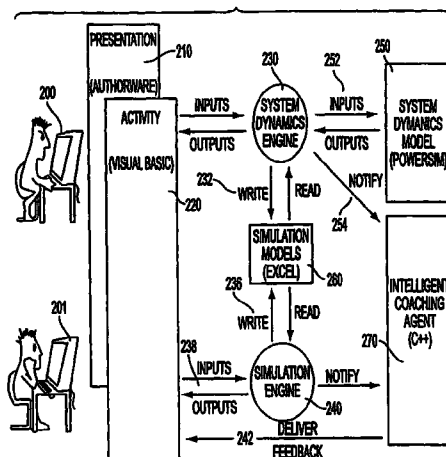 PRESENTATION
210
(AUTHORWARE)
200
ACTIVITY
(VISUAL BASIC)
220
201
INPUTS
OUTPUTS
230
SYSTEM
DYNAMICS
ENGINE
252
INPUTS
OUTPUTS
250
SYSTEM
DYNAMICS
MODEL
(POWERSIM)
NOTIFY
254
232
WRITE
READ
SIMULATION
MODELS
(EXCEL)
260
236
WRITE
READ
INTELLIGENT
COACHING
AGENT
(C++)
270
238
INPUTS
OUTPUTS
SIMULATION
ENGINE
240
NOTIFY
242
DELIVER
FEEDBACK